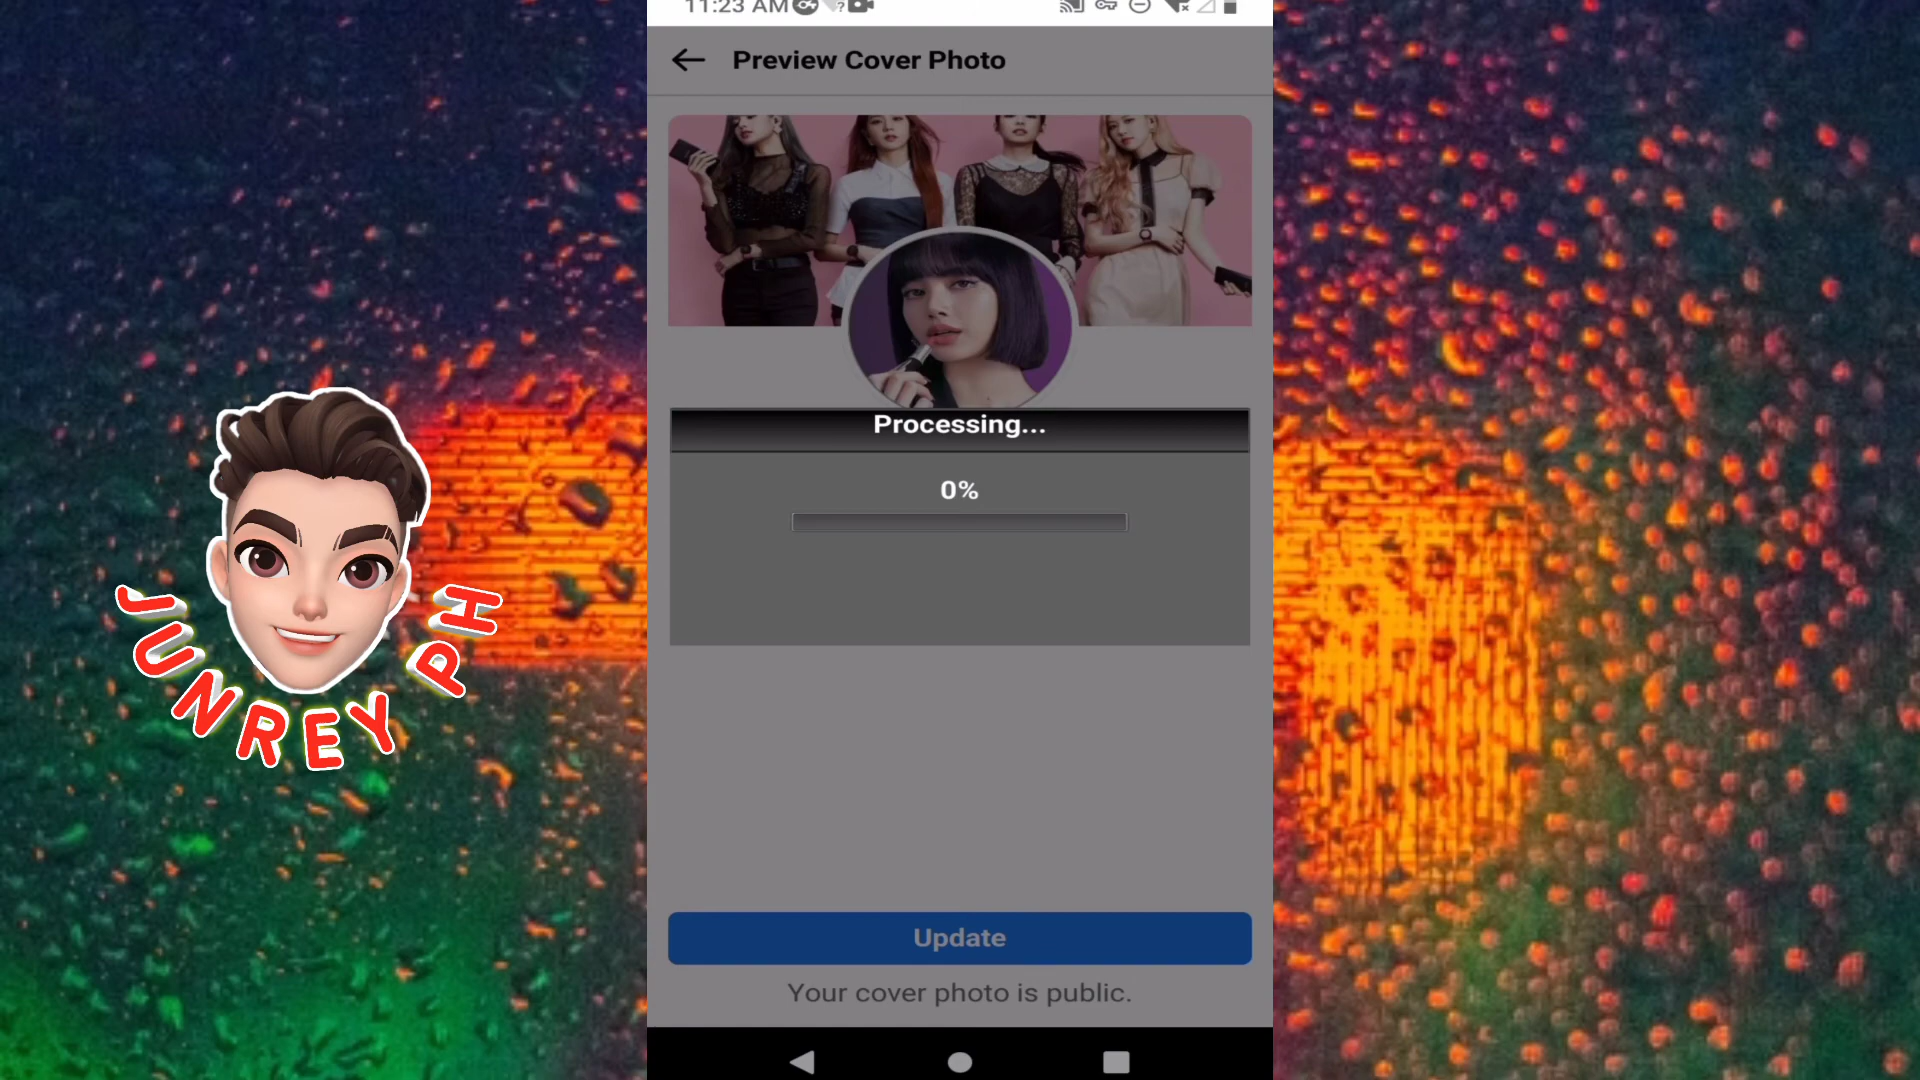 11:23 AM
Preview Cover Photo
Processing...
0%
JUNREY PH
Update
Your cover photo is public.